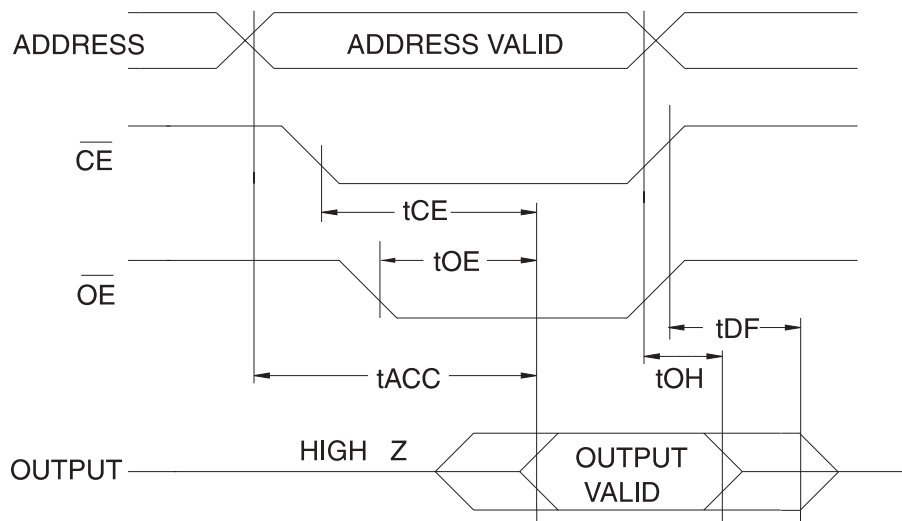 ADDRESS
ADDRESS VALID
CE
tCE
tOE
OE
tDF
tACC
tOH
HIGH Z
OUTPUT
OUTPUT
VALID